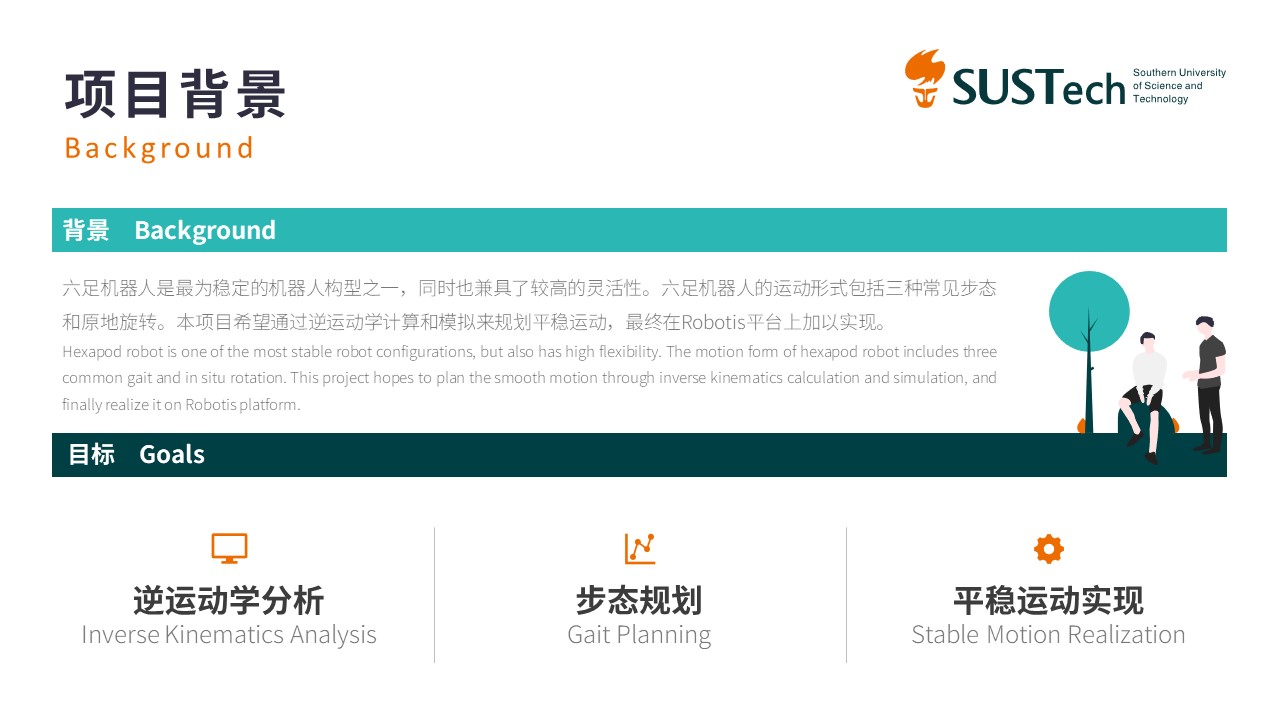 项目背景
Background
SUSTech
Southern University
of Science and
Technology
背景 Background
六足机器人是最为稳定的机器人构型之一，同时也兼具了较高的灵活性。六足机器人的运动形式包括三种常见步态
和原地旋转。本项目希望通过逆运动学计算和模拟来规划平稳运动，最终在Robotis平台上加以实现。
Hexapod robot is one of the most stable robot configurations, but also has high flexibility. The motion form of hexapod robot includes three
common gait and in situ rotation. This project hopes to plan the smooth motion through inverse kinematics calculation and simulation, and
finally realize it on Robotis platform.
目标 Goals
逆运动学分析
Inverse Kinematics Analysis
步态规划
Gait Planning
平稳运动实现
Stable Motion Realization